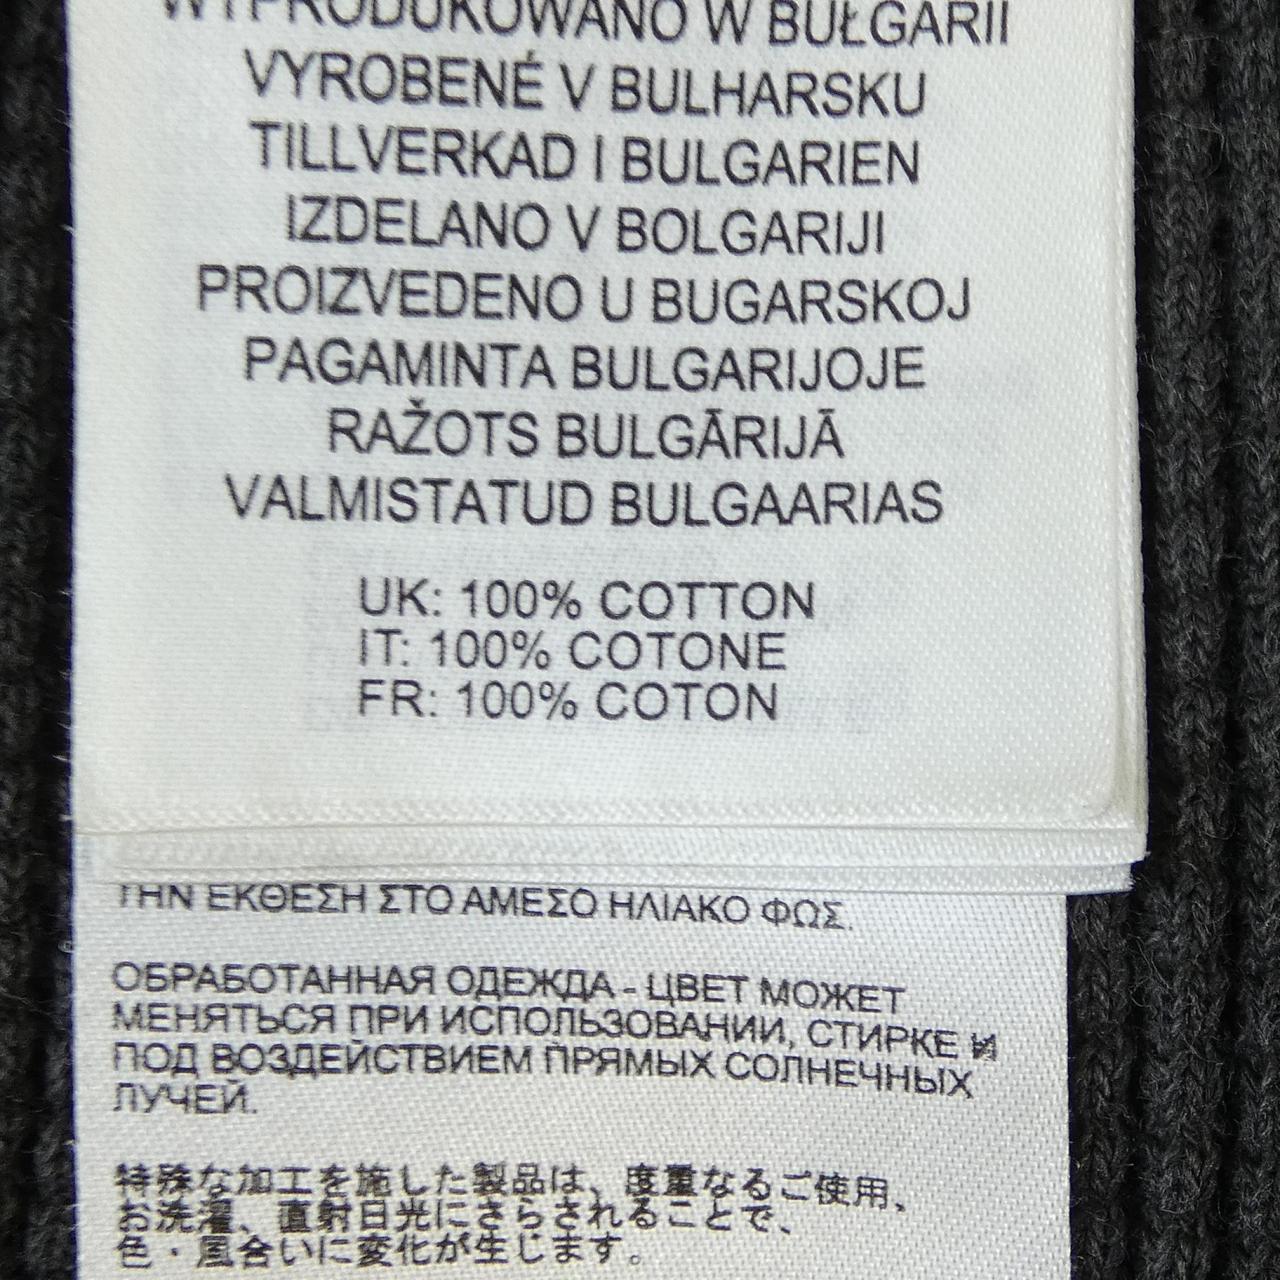 WYPRODUKOWANO W BUŁGARII
VYROBENÉ V BULHARSKU
TILLVERKAD I BULGARIEN
IZDELANO V BOLGARIJI
PROIZVEDENO U BUGARSKOJ
PAGAMINTA BULGARIJOJE
RAŽOTS BULGĀRIJĀ
VALMISTATUD BULGAARIAS
UK: 100% COTTON
IT: 100% COTONE
FR: 100% COTON
ΤΗΝ ΕΚΘΕΣΗ ΣΤΟ ΑΜΕΣΟ ΗΛΙΑΚΟ ΦΩΣ.
ОБРАБОТАННАЯ ОДЕЖДА - ЦВЕТ МОЖЕТ
МЕНЯТЬСЯ ПРИ ИСПОЛЬЗОВАНИИ, СТИРКЕ И
ПОД ВОЗДЕЙСТВИЕМ ПРЯМЫХ СОЛНЕЧНЫХ
ЛУЧЕЙ.
特殊な加工を施した製品は、度重なるご使用、
お洗濯、直射日光にさらされることで、
色・風合いに変化が生じます。